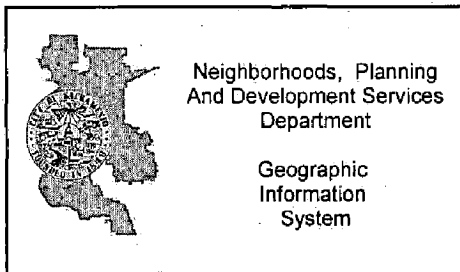 Neighborhoods, Planning
And Development Services
Department
Geographic
Information
System